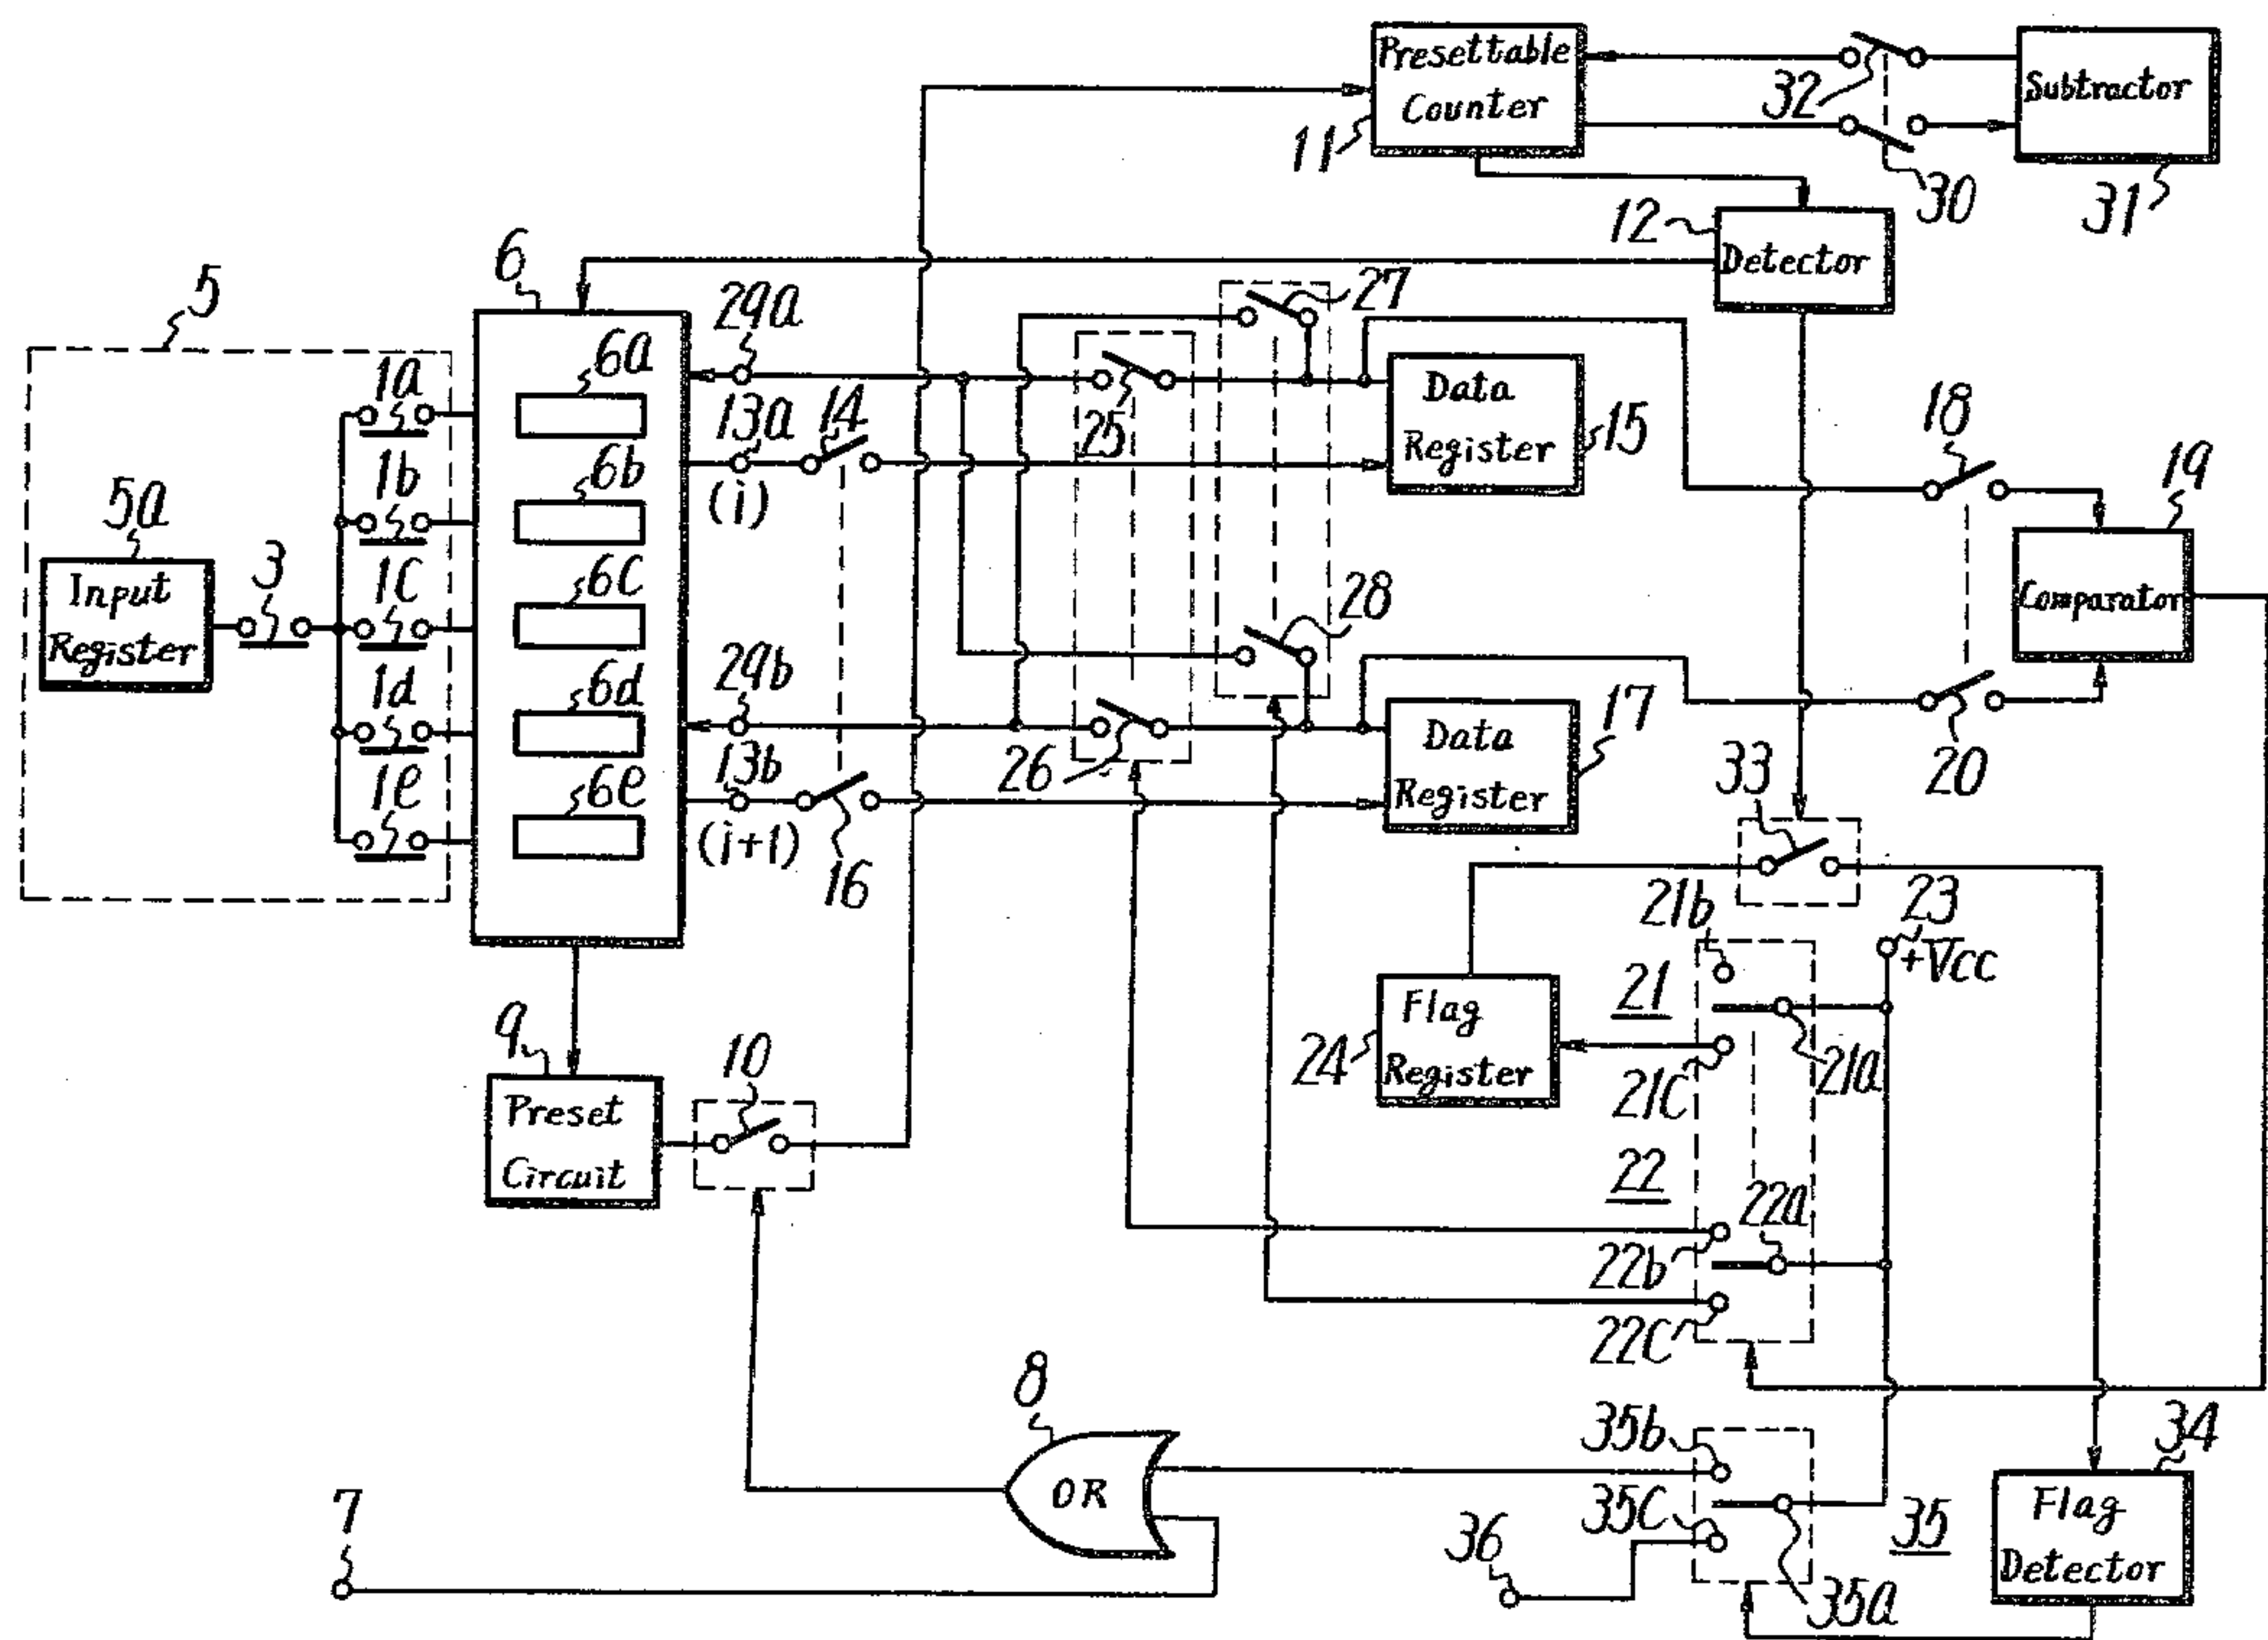 Presettable
Counter
11
32
30
Subtractor
31
12
Detector
6
5
29a
27
1a
6a
13a
14
25
Data
Register
15
18
19
1b
6b
(i)
5a
Input
Register
3
1c
6c
28
Comparator
1d
6d
29b
17
Data
Register
26
20
1e
6e
13b
(i+1)
16
33
21b
23
+Vcc
9
10
24
Flag
Register
21
21c
21a
Preset
Circuit
22
22a
22b
22c
8
OR
35b
34
7
36
35c
35
35a
Flag
Detector